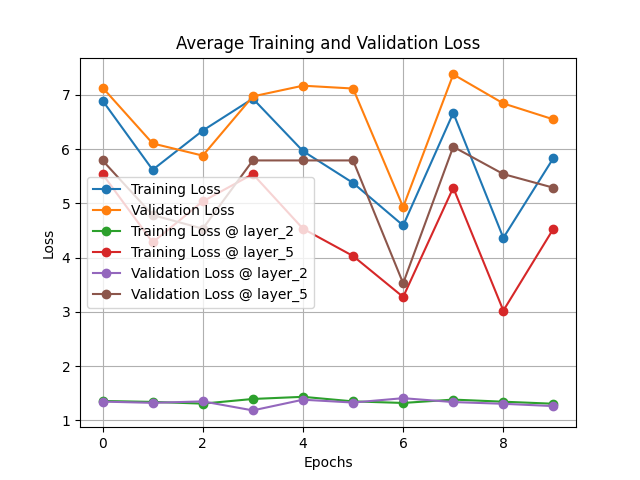 Average Training and Validation Loss
Loss
7
6
5
4
3
2
1
Training Loss
Validation Loss
Training Loss @ layer_2
Training Loss @ layer_5
Validation Loss @ layer_2
Validation Loss @ layer_5
0 2 4 6 8
Epochs